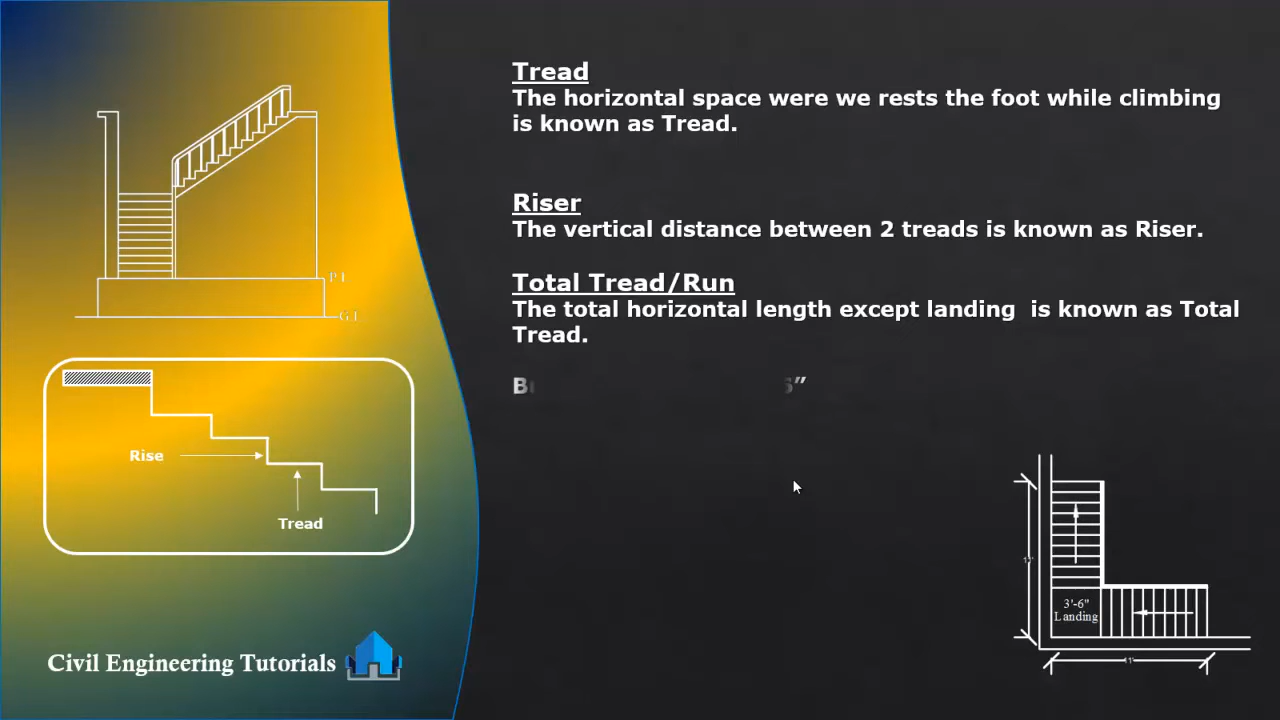 Tread
The horizontal space were we rests the foot while climbing
is known as Tread.
Riser
The vertical distance between 2 treads is known as Riser.
Total Tread/Run
The total horizontal length except landing is known as Total
Tread.
P L
G L
Rise
Tread
3'-6"
Landing
11'
Civil Engineering Tutorials